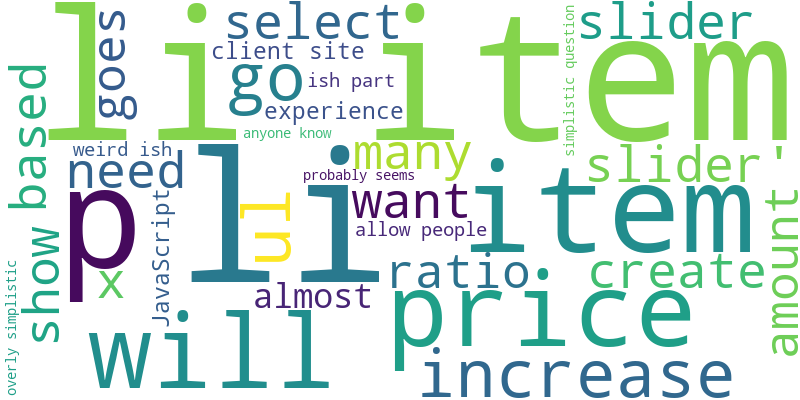 li item
select
slider
goes
client site
go
ish part
simplistic question
experience
anyone know
show based
weird ish
many
slider'
need
probably seems
p
li item
want
ul
JavaScript
allow people
amount
x
ratio
create
almost
price
overly simplistic
will
increase